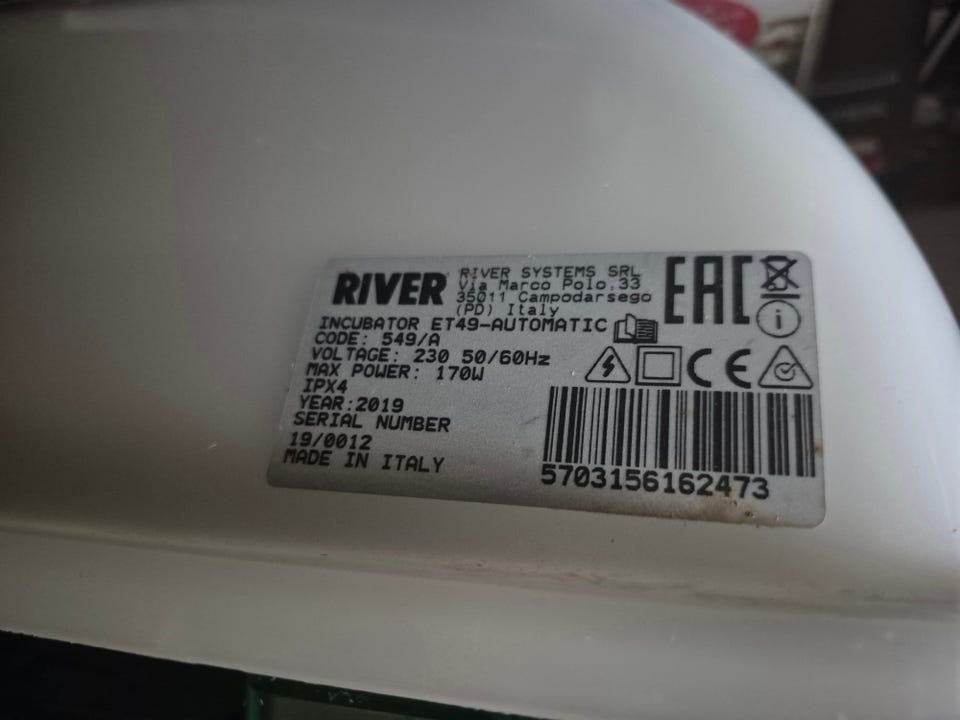 RIVER
RIVER SYSTEMS SRL
Via Marco Polo,33
35011 Campodarsego
(PD) Italy
EAC
INCUBATOR ET49-AUTOMATIC
CODE: 549/A
VOLTAGE: 230 50/60Hz
MAX POWER: 170W
IPX4
YEAR:2019
SERIAL NUMBER
19/0012
MADE IN ITALY
i
CE
5703156162473